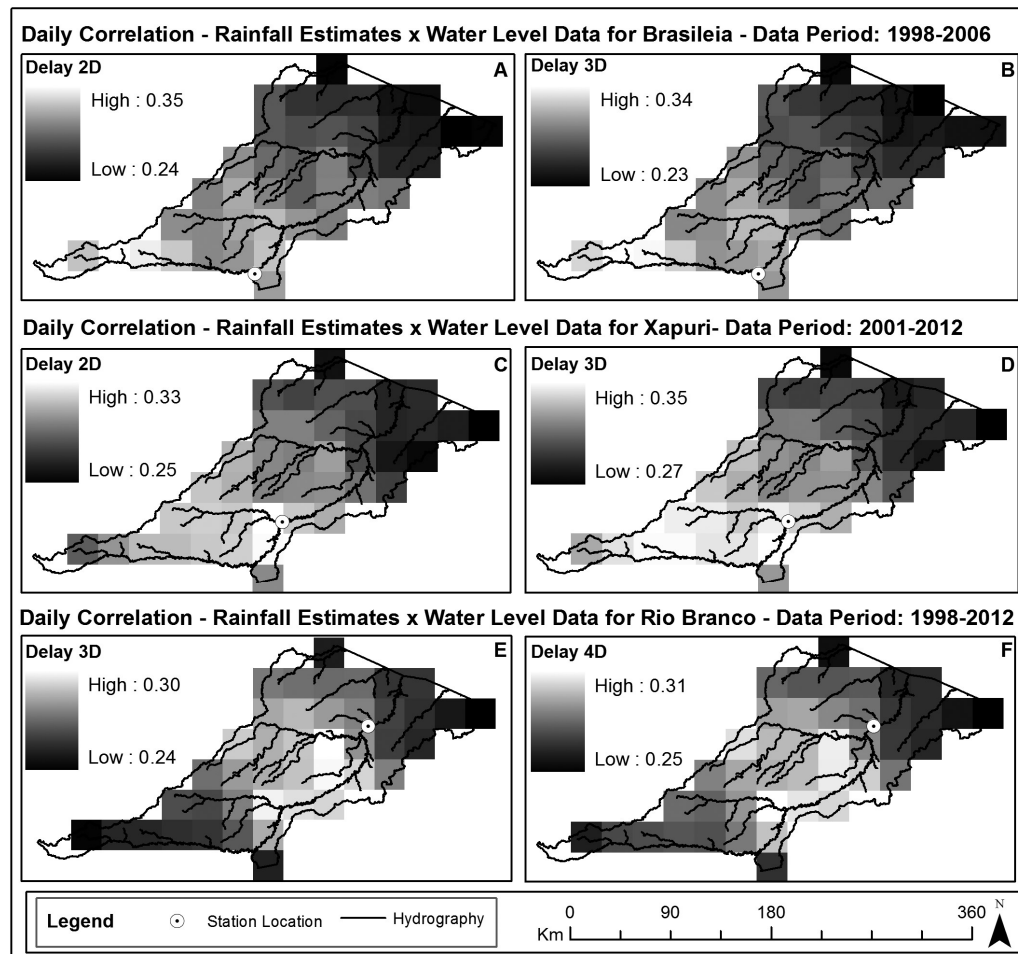 Daily Correlation - Rainfall Estimates x Water Level Data for Brasileia - Data Period: 1998-2006
Delay 2D
A
High : 0.35
Low : 0.24
Delay 3D
B
High : 0.34
Low : 0.23
Daily Correlation - Rainfall Estimates x Water Level Data for Xapuri- Data Period: 2001-2012
Delay 2D
C
High : 0.33
Low : 0.25
Delay 3D
D
High : 0.35
Low : 0.27
Daily Correlation - Rainfall Estimates x Water Level Data for Rio Branco - Data Period: 1998-2012
Delay 3D
E
High : 0.30
Low : 0.24
Delay 4D
F
High : 0.31
Low : 0.25
Legend
Station Location
Hydrography
0 90 180 360
Km
N